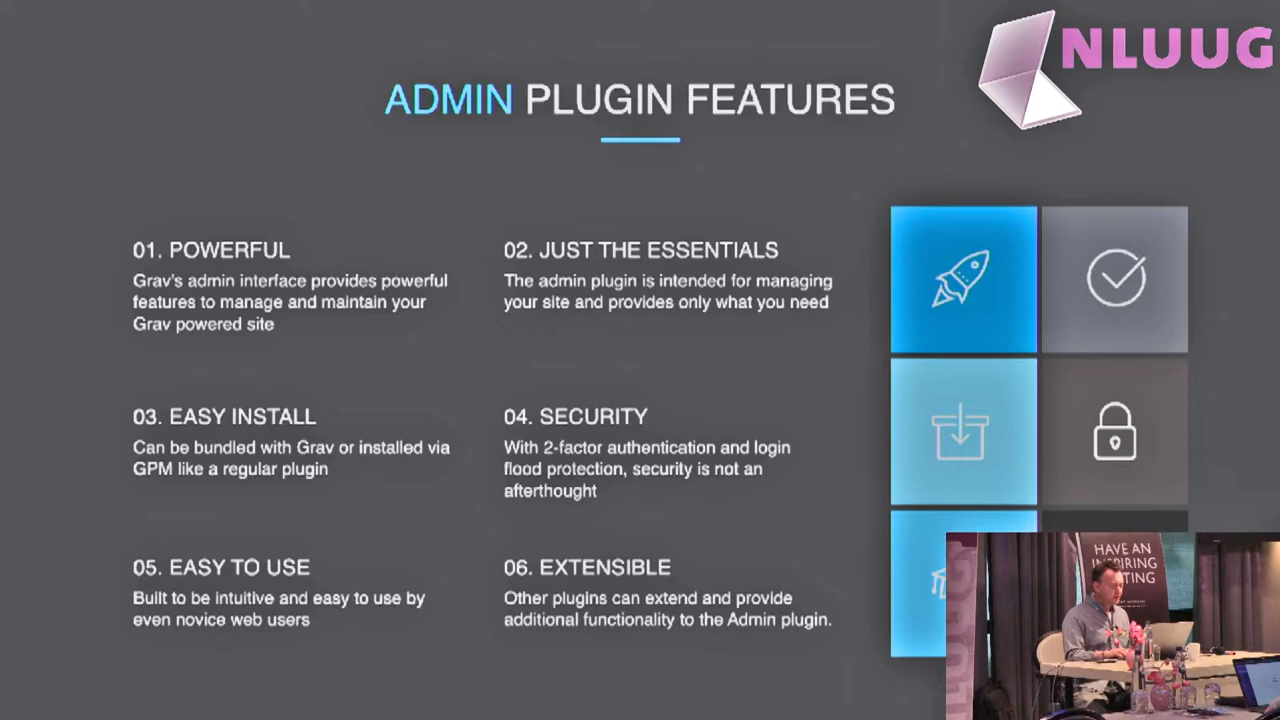 NLUUG
ADMIN PLUGIN FEATURES
01. POWERFUL
Grav's admin interface provides powerful
features to manage and maintain your
Grav powered site
02. JUST THE ESSENTIALS
The admin plugin is intended for managing
your site and provides only what you need
03. EASY INSTALL
Can be bundled with Grav or installed via
GPM like a regular plugin
04. SECURITY
With 2-factor authentication and login
flood protection, security is not an
afterthought
05. EASY TO USE
Built to be intuitive and easy to use by
even novice web users
06. EXTENSIBLE
Other plugins can extend and provide
additional functionality to the Admin plugin.
HAVE AN
INSPIRING